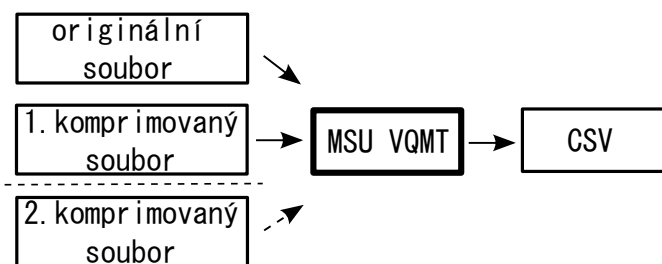 originální
soubor
1. komprimovaný
soubor
MSU VQMT
CSV
2. komprimovaný
soubor